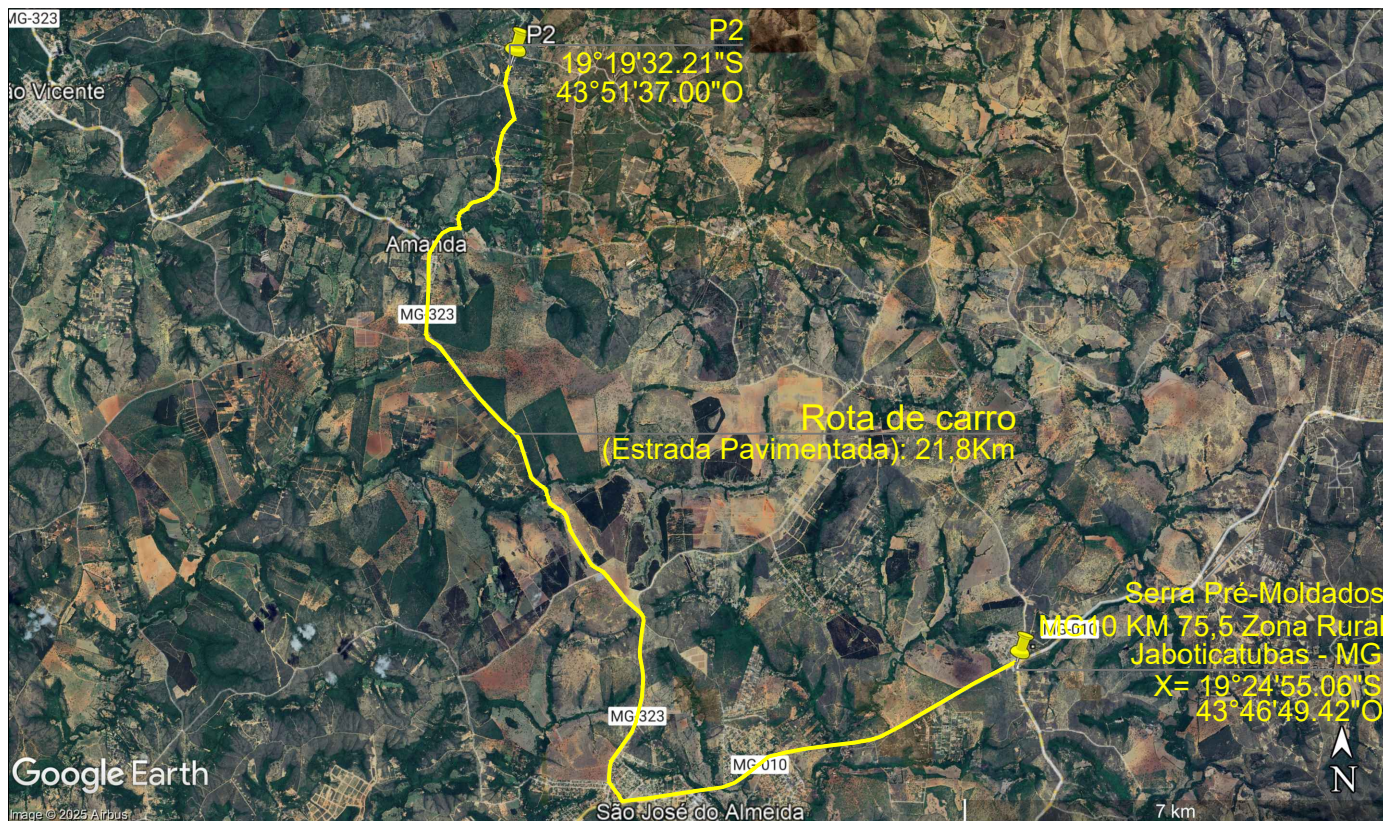 MG-323
P2
P2
19°19'32.21"S
43°51'37.00"O
ão Vicente
Amanda
MG-323
Rota de carro
(Estrada Pavimentada): 21,8Km
Serra Pré-Moldados
MG10 KM 75,5 Zona Rural
MG-010
Jaboticatubas - MG
X= 19°24'55.06"S
43°46'49.42"O
MG-323
MG-010
Google Earth
N
São José do Almeida
7 km
Image © 2025 Airbus